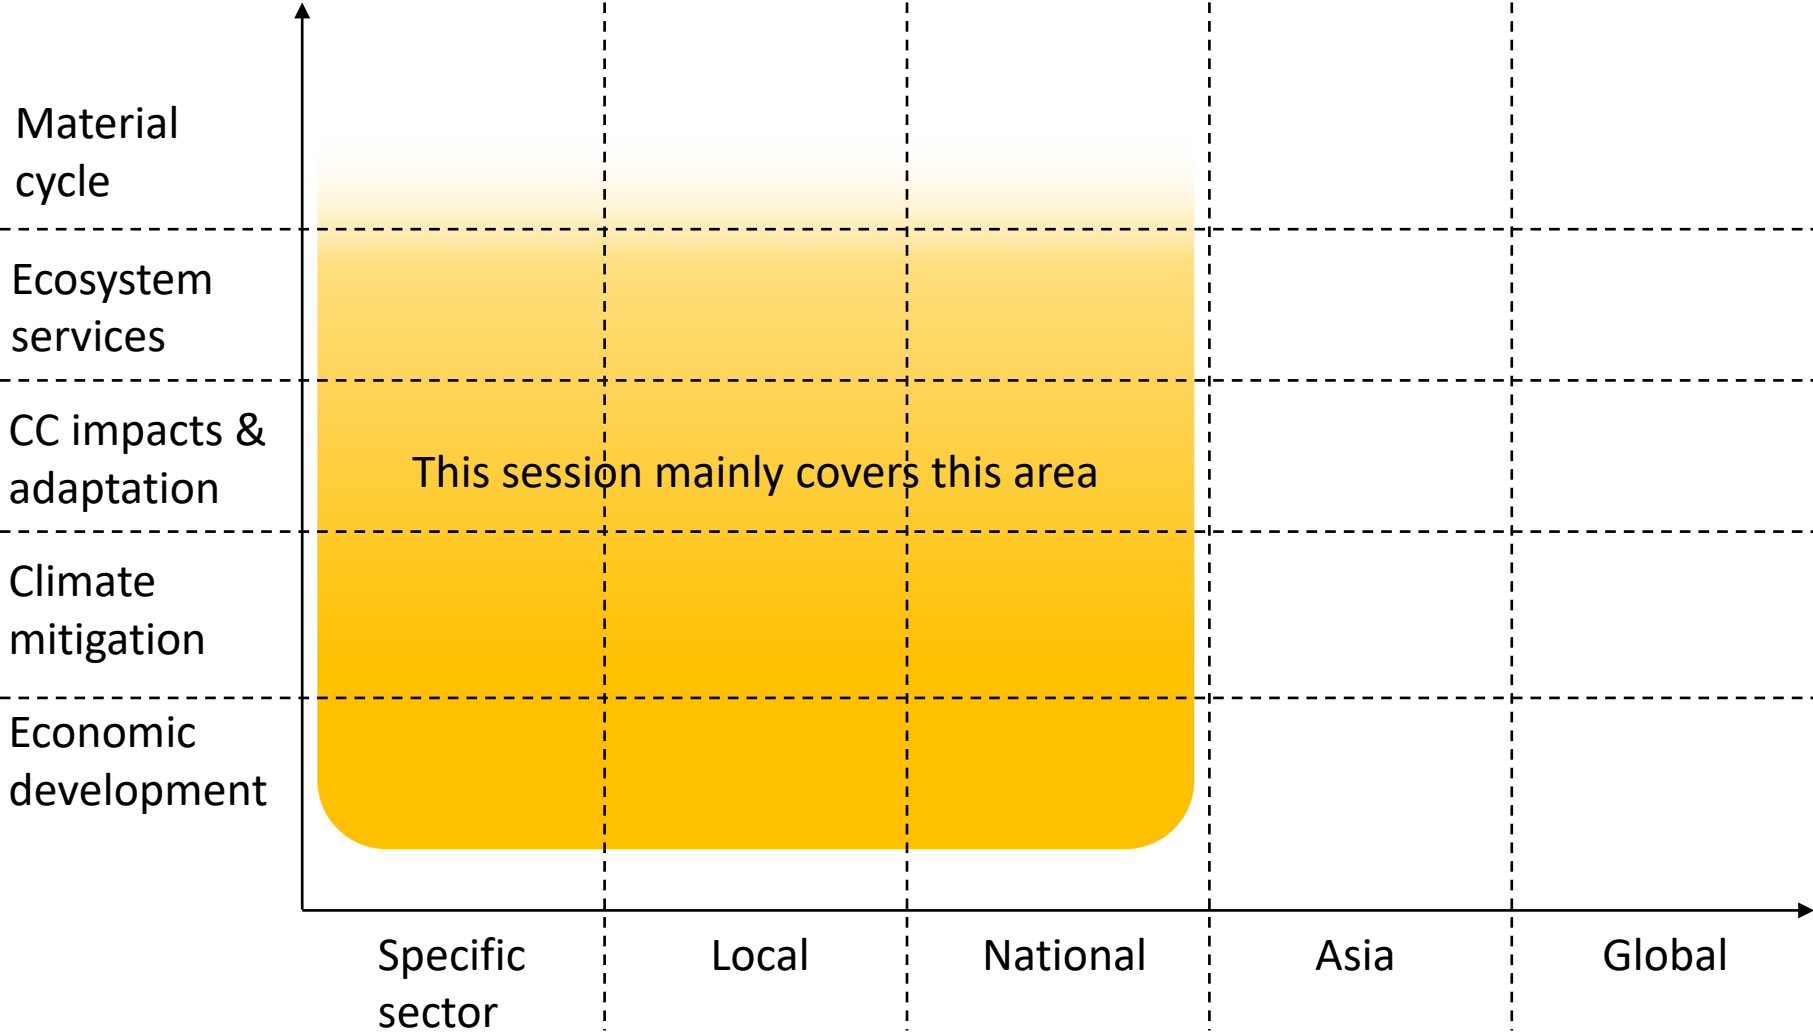 Material
cycle
Ecosystem
services
CC impacts &
adaptation
This session mainly covers this area
Climate
mitigation
Economic
development
Specific
sector
Local
National
Asia
Global